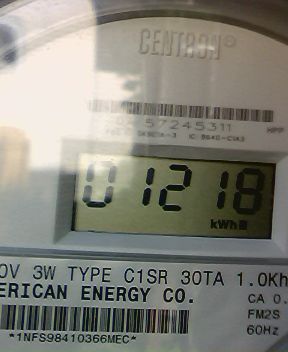 CENTRON®
57245311
HPP
01218
kWh
0V 3W TYPE C1SR 30TA 1.0Kh
ERICAN ENERGY CO.
CA 0.
FM2S
60Hz
*1NFS98410366MEC*